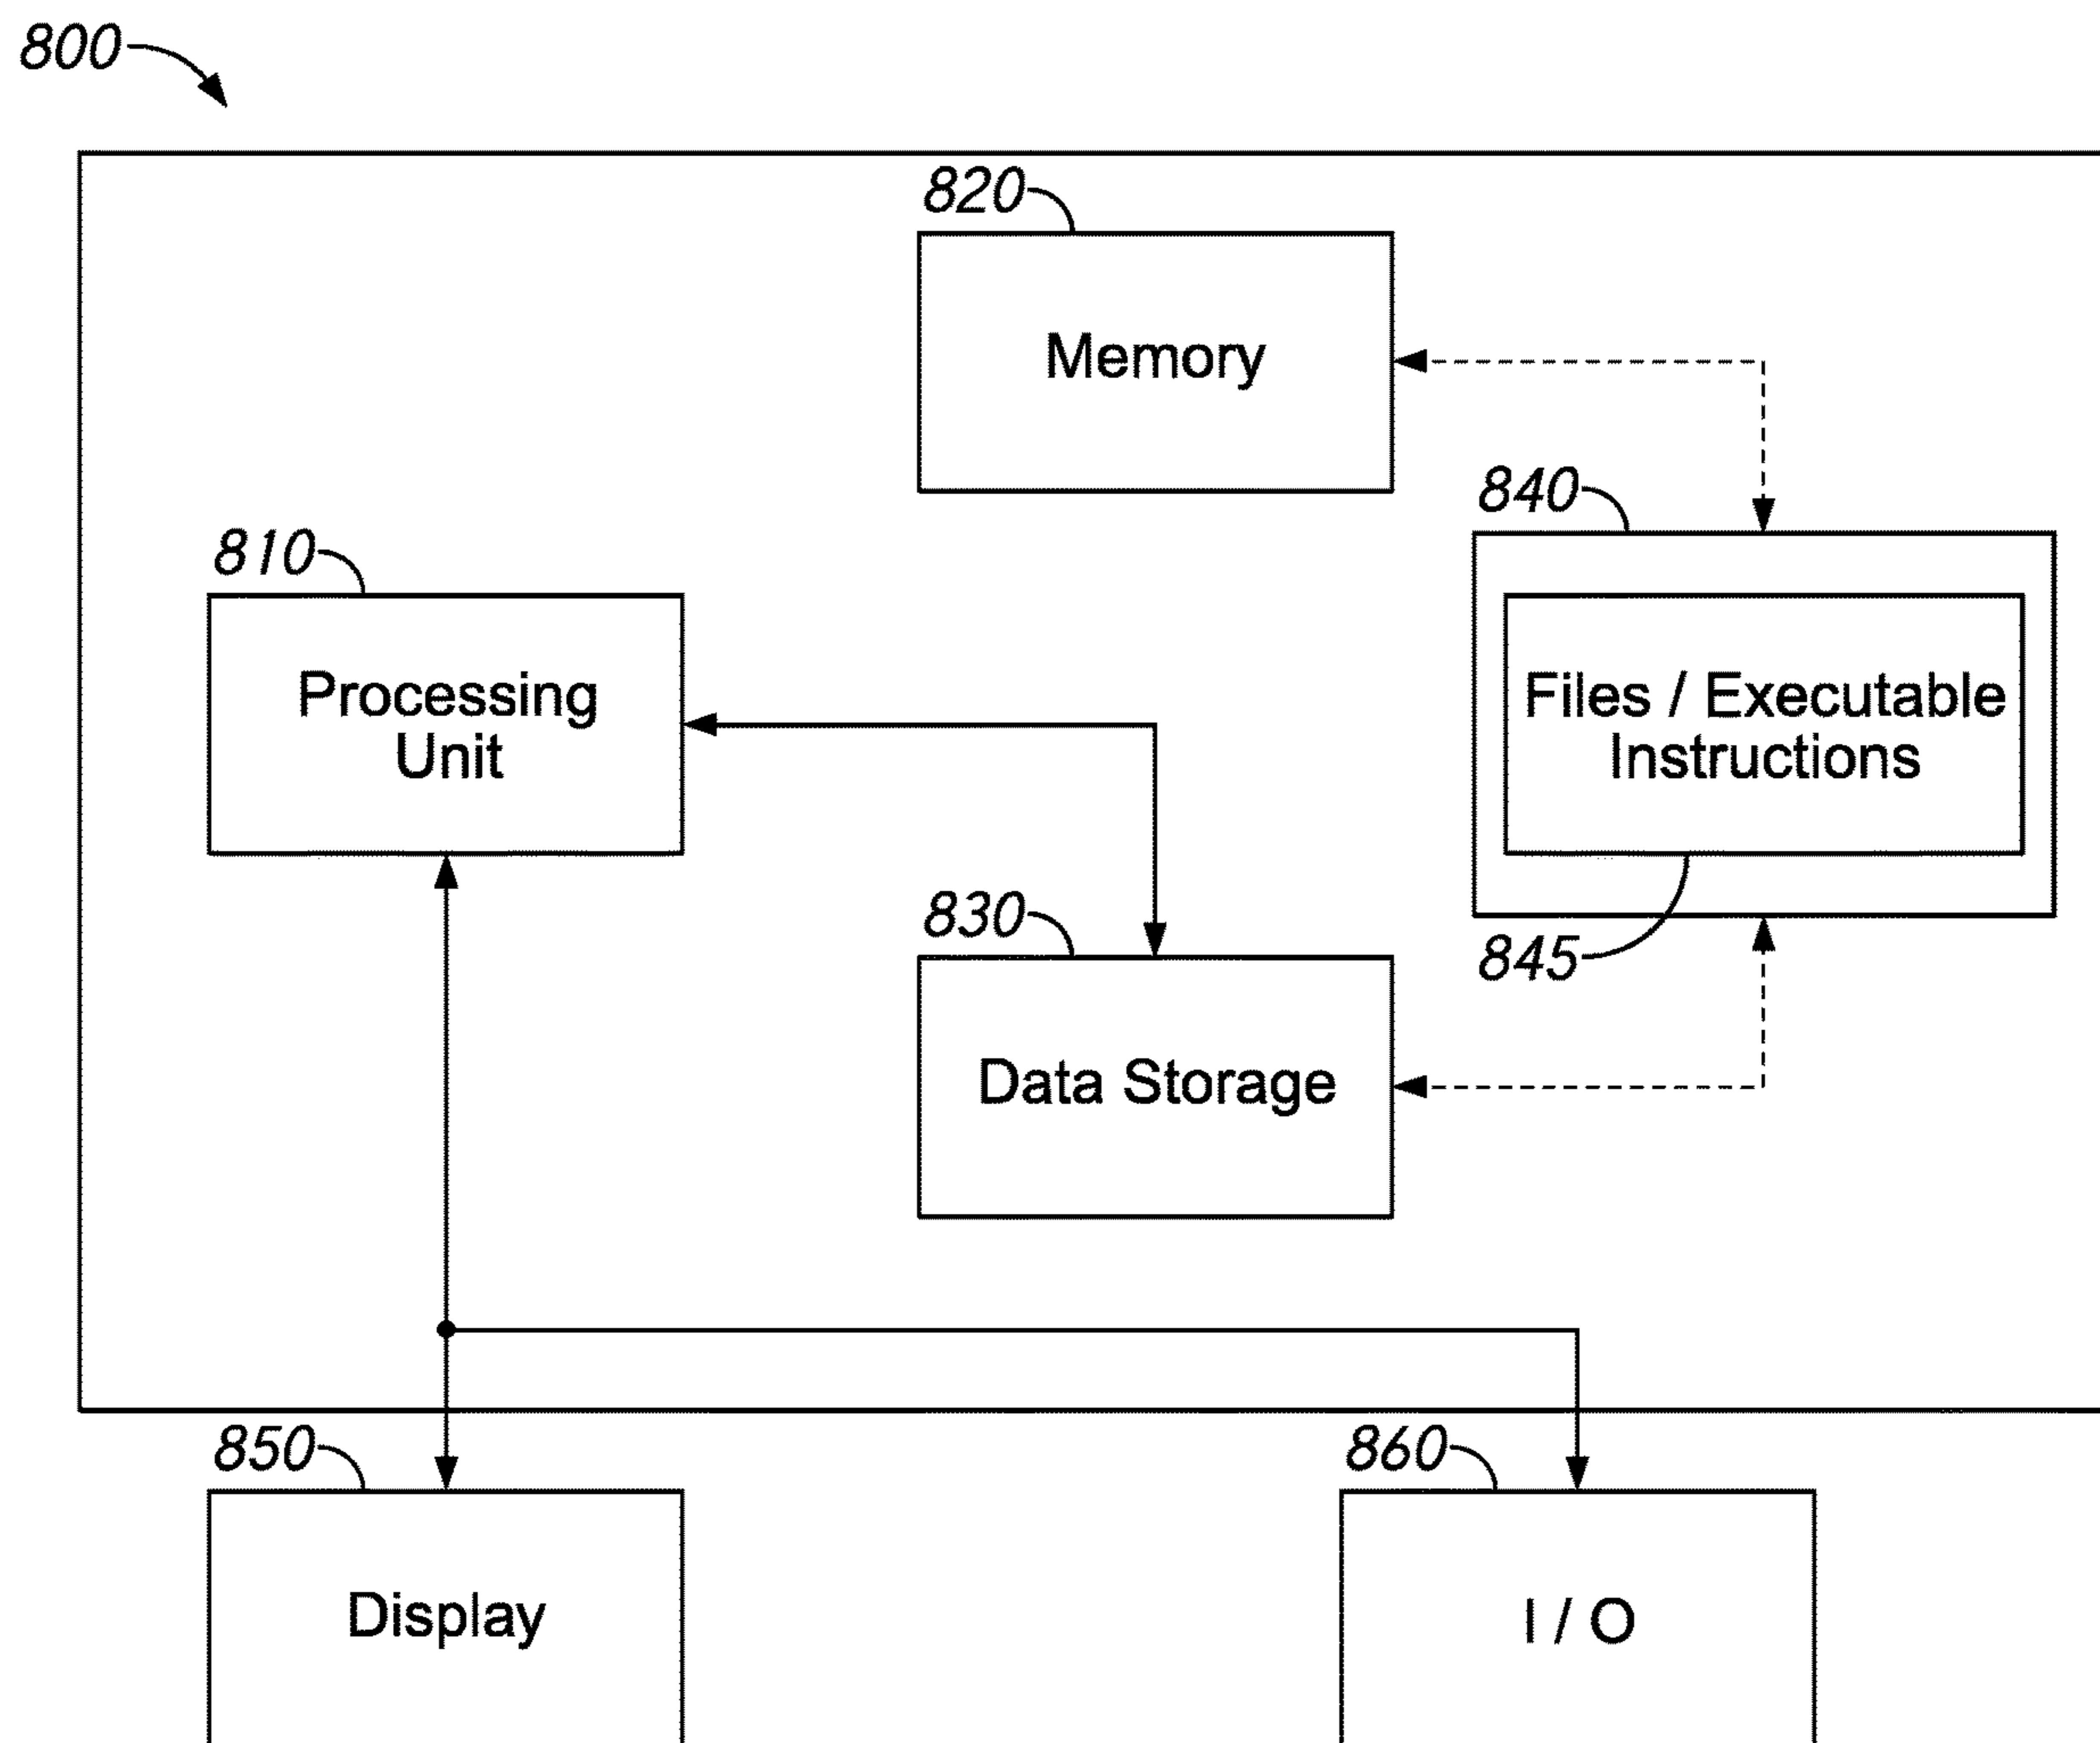 800
820
Memory
840
810
Processing
Unit
Files / Executable
Instructions
830
845
Data Storage
850
860
Display
I / O